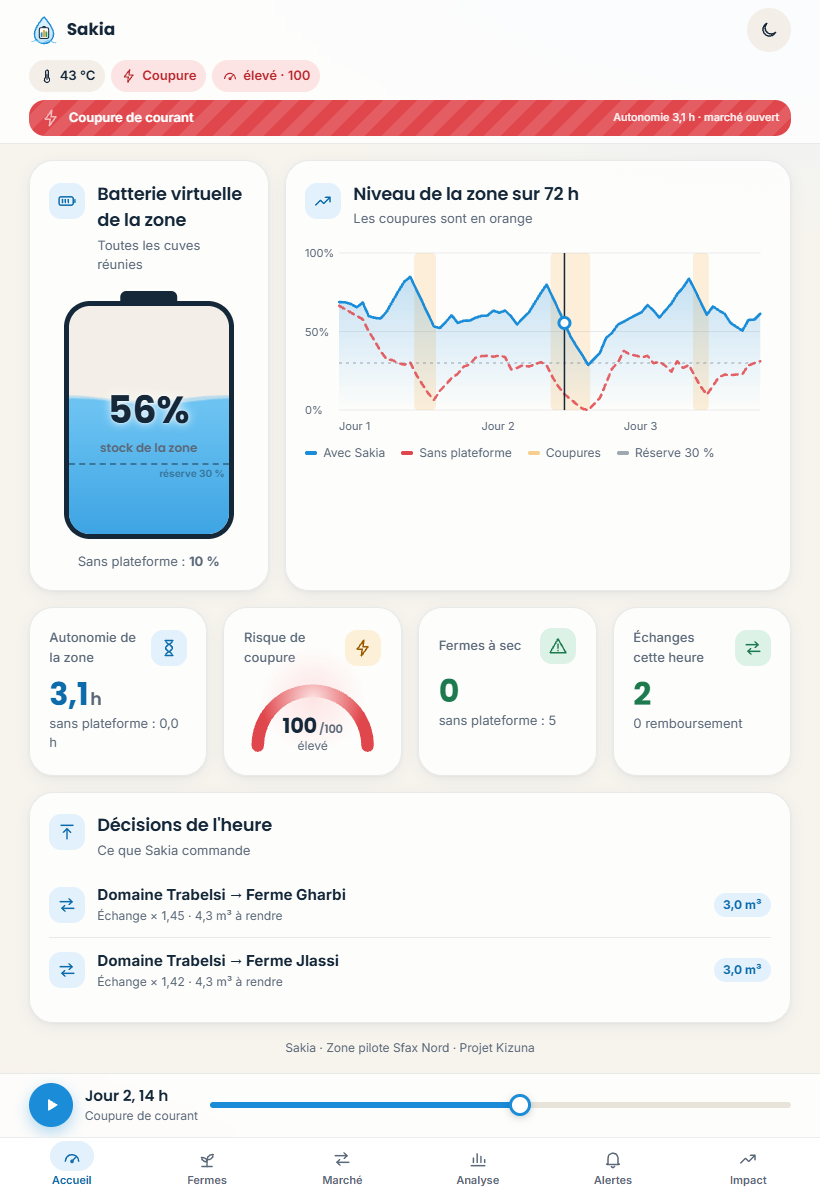 Sakia
43 °C
Coupure
élevé · 100
Coupure de courant
Autonomie 3,1 h · marché ouvert
Batterie virtuelle
de la zone
Toutes les cuves
réunies
56%
stock de la zone
réserve 30 %
Sans plateforme : 10 %
Niveau de la zone sur 72 h
Les coupures sont en orange
100%
50%
0%
Jour 1
Jour 2
Jour 3
Avec Sakia
Sans plateforme
Coupures
Réserve 30 %
Autonomie de
la zone
3,1 h
sans plateforme : 0,0
h
Risque de
coupure
100 /100
élevé
Fermes à sec
0
sans plateforme : 5
Échanges
cette heure
2
0 remboursement
Décisions de l'heure
Ce que Sakia commande
Domaine Trabelsi → Ferme Gharbi
Échange × 1,45 · 4,3 m³ à rendre
3,0 m³
Domaine Trabelsi → Ferme Jlassi
Échange × 1,42 · 4,3 m³ à rendre
3,0 m³
Sakia · Zone pilote Sfax Nord · Projet Kizuna
Jour 2, 14 h
Coupure de courant
Accueil
Fermes
Marché
Analyse
Alertes
Impact